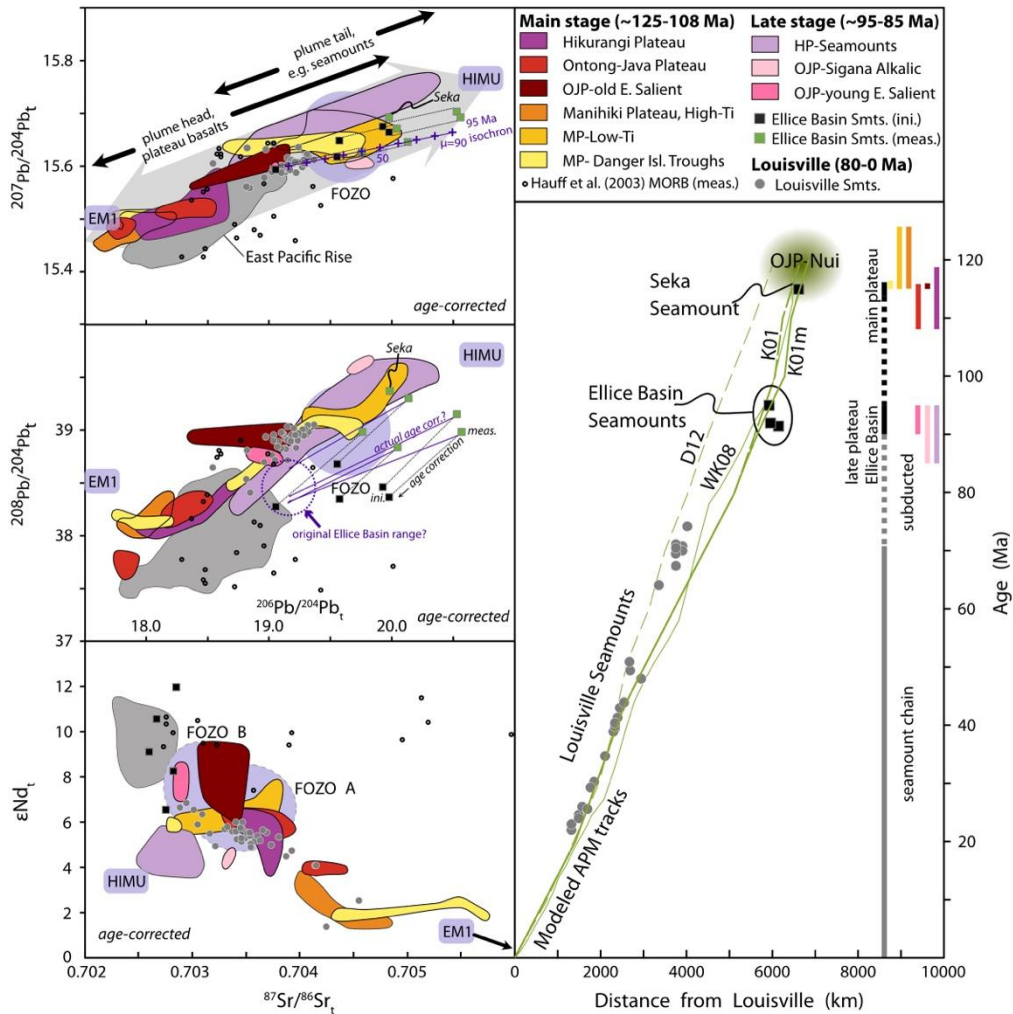 15.8
15.6
15.4
207Pb/204Pbt
plume tail,
e.g. seamounts
HIMU
plume head,
plateau basalts
Seka
95 Ma
μ=90 isochron
50
FOZO
EM1
East Pacific Rise
age-corrected
39
38
37
208Pb/204Pbt
Seka
HIMU
actual age corr.?
meas.
age correction
EM1
FOZO
ini.
original Ellice Basin range?
206Pb/204Pbt
18.0
19.0
20.0
age-corrected
12
10
8
6
4
2
0
εNdt
FOZO B
FOZO A
HIMU
EM1
age-corrected
0.702
0.703
0.704
0.705
87Sr/86Srt
Main stage (~125-108 Ma)
Hikurangi Plateau
Ontong-Java Plateau
OJP-old E. Salient
Manihiki Plateau, High-Ti
MP-Low-Ti
MP- Danger Isl. Troughs
Hauff et al. (2003) MORB (meas.)
Late stage (~95-85 Ma)
HP-Seamounts
OJP-Sigana Alkalic
OJP-young E. Salient
Ellice Basin Smts. (ini.)
Ellice Basin Smts. (meas.)
Louisville (80-0 Ma)
Louisville Smts.
OJP-Nui
Seka
Seamount
K01
K01m
Ellice Basin
Seamounts
D12
WK08
Louisville Seamounts
Modeled APM tracks
main plateau
late plateau
Ellice Basin
subducted
seamount chain
120
100
80
60
40
20
Age (Ma)
0
2000
4000
6000
8000
10000
Distance from Louisville (km)